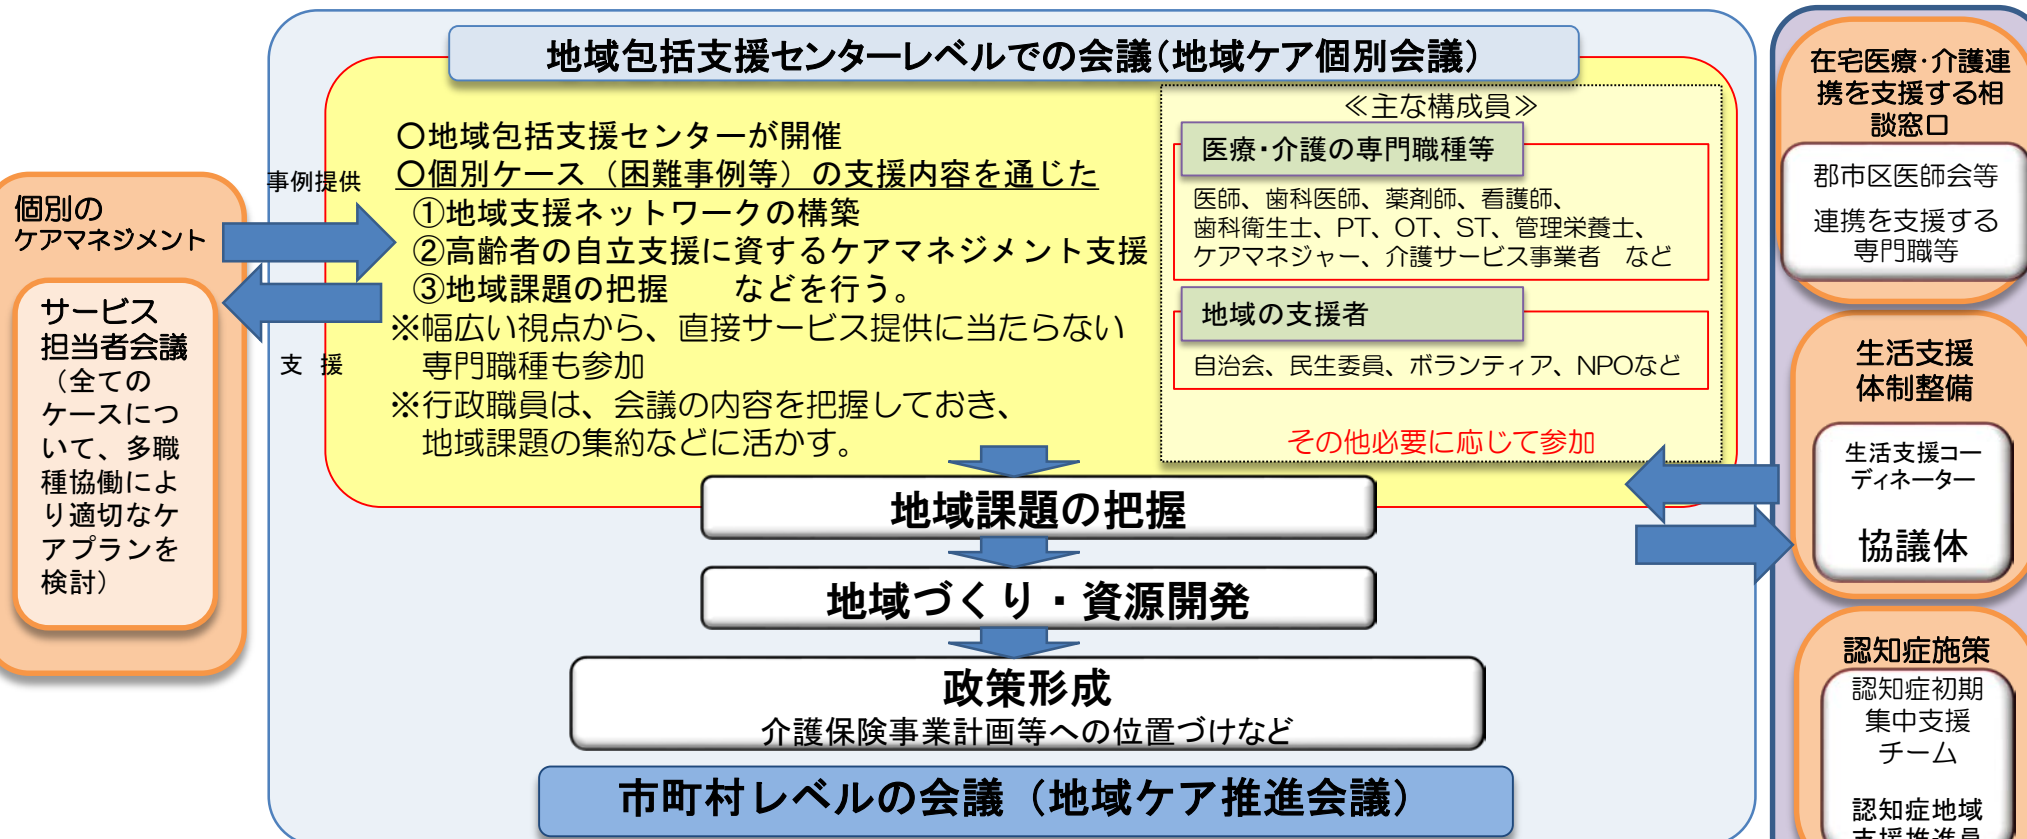 地域包括支援センターレベルでの会議(地域ケア個別会議)
〇地域包括支援センターが開催
〇個別ケース（困難事例等）の支援内容を通じた
①地域支援ネットワークの構築
②高齢者の自立支援に資するケアマネジメント支援
③地域課題の把握　　などを行う。
※幅広い視点から、直接サービス提供に当たらない
専門職種も参加
※行政職員は、会議の内容を把握しておき、
地域課題の集約などに活かす。
≪主な構成員≫
医療・介護の専門職種等
医師、歯科医師、薬剤師、看護師、
歯科衛生士、PT、OT、ST、管理栄養士、
ケアマネジャー、介護サービス事業者　など
地域の支援者
自治会、民生委員、ボランティア、NPOなど
その他必要に応じて参加
事例提供
支　援
個別の
ケアマネジメント
サービス
担当者会議
（全ての
ケースにつ
いて、多職
種協働によ
り適切なケ
アプランを
検討）
地域課題の把握
地域づくり・資源開発
政策形成
介護保険事業計画等への位置づけなど
市町村レベルの会議（地域ケア推進会議）
在宅医療・介護連
携を支援する相
談窓口
郡市区医師会等
連携を支援する
専門職等
生活支援
体制整備
生活支援コー
ディネーター
協議体
認知症施策
認知症初期
集中支援
チーム
認知症地域
支援推進員